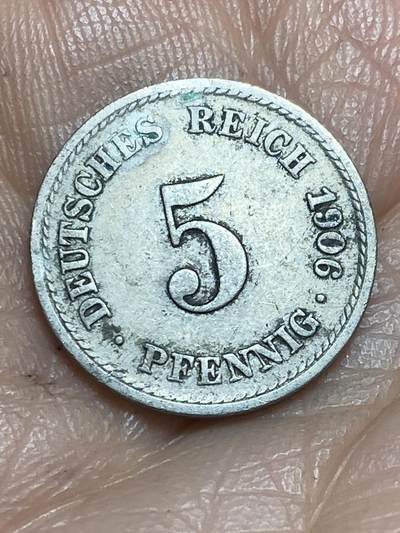 DEUTSCHES REICH 1906
5
· PFENNIG ·